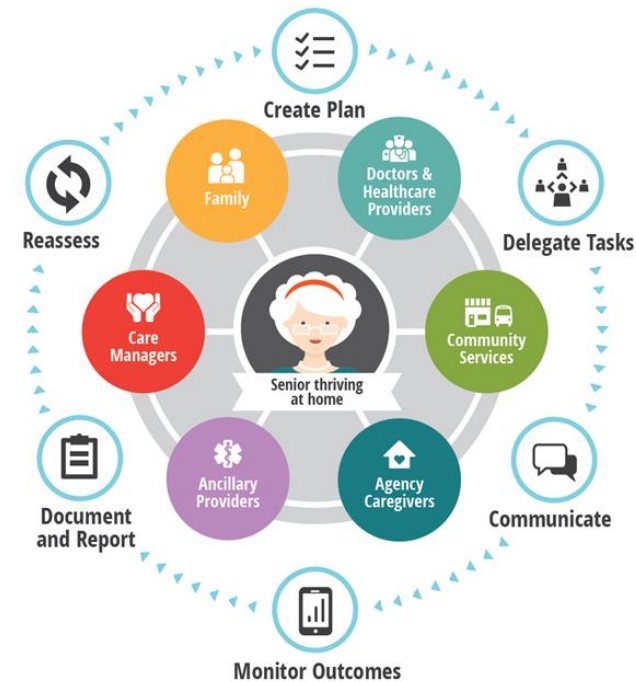 Create Plan
Family
Doctors &
Healthcare
Providers
Reassess
Delegate Tasks
Care
Managers
Community
Services
Senior thriving
at home
Ancillary
Providers
Agency
Caregivers
Document
and Report
Communicate
Monitor Outcomes